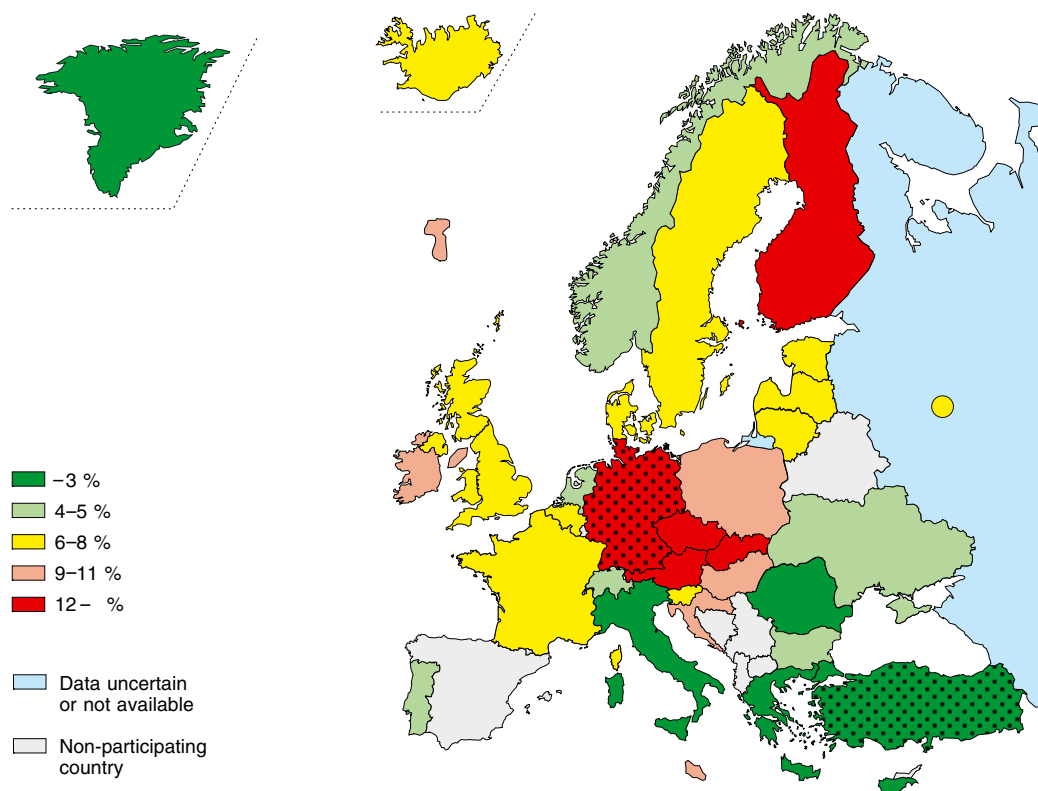 –3 %
4–5 %
6–8 %
9–11 %
12– %
Data uncertain
or not available
Non-participating
country